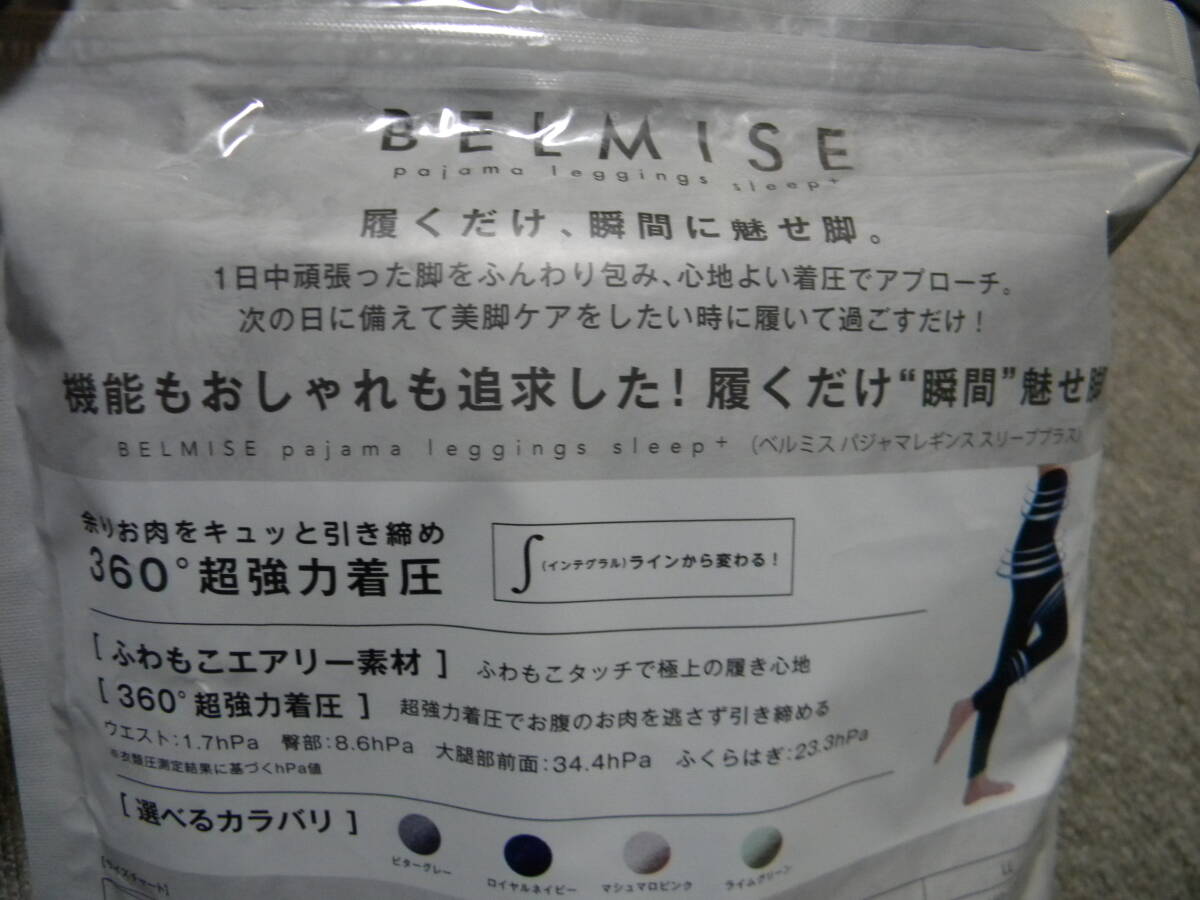 BELMISE
pajama leggings sleep+
履くだけ、瞬間に魅せ脚。
1日中頑張った脚をふんわり包み、心地よい着圧でアプローチ。
次の日に備えて美脚ケアをしたい時に履いて過ごすだけ！
機能もおしゃれも追求した！履くだけ“瞬間”魅せ脚
BELMISE pajama leggings sleep+（ベルミス パジャマレギンス スリーププラス）
余りお肉をキュッと引き締め
360°超強力着圧
∫（インテグラル）ラインから変わる！
[ ふわもこエアリー素材 ] ふわもこタッチで極上の履き心地
[ 360°超強力着圧 ] 超強力着圧でお腹のお肉を逃さず引き締める
ウエスト：1.7hPa 臀部：8.6hPa 大腿部前面：34.4hPa ふくらはぎ：23.3hPa
※衣類圧測定結果に基づくhPa値
[ 選べるカラバリ ]
ビターグレー ロイヤルネイビー マシュマロピンク ライムグリーン
[サイズチャート]
LL